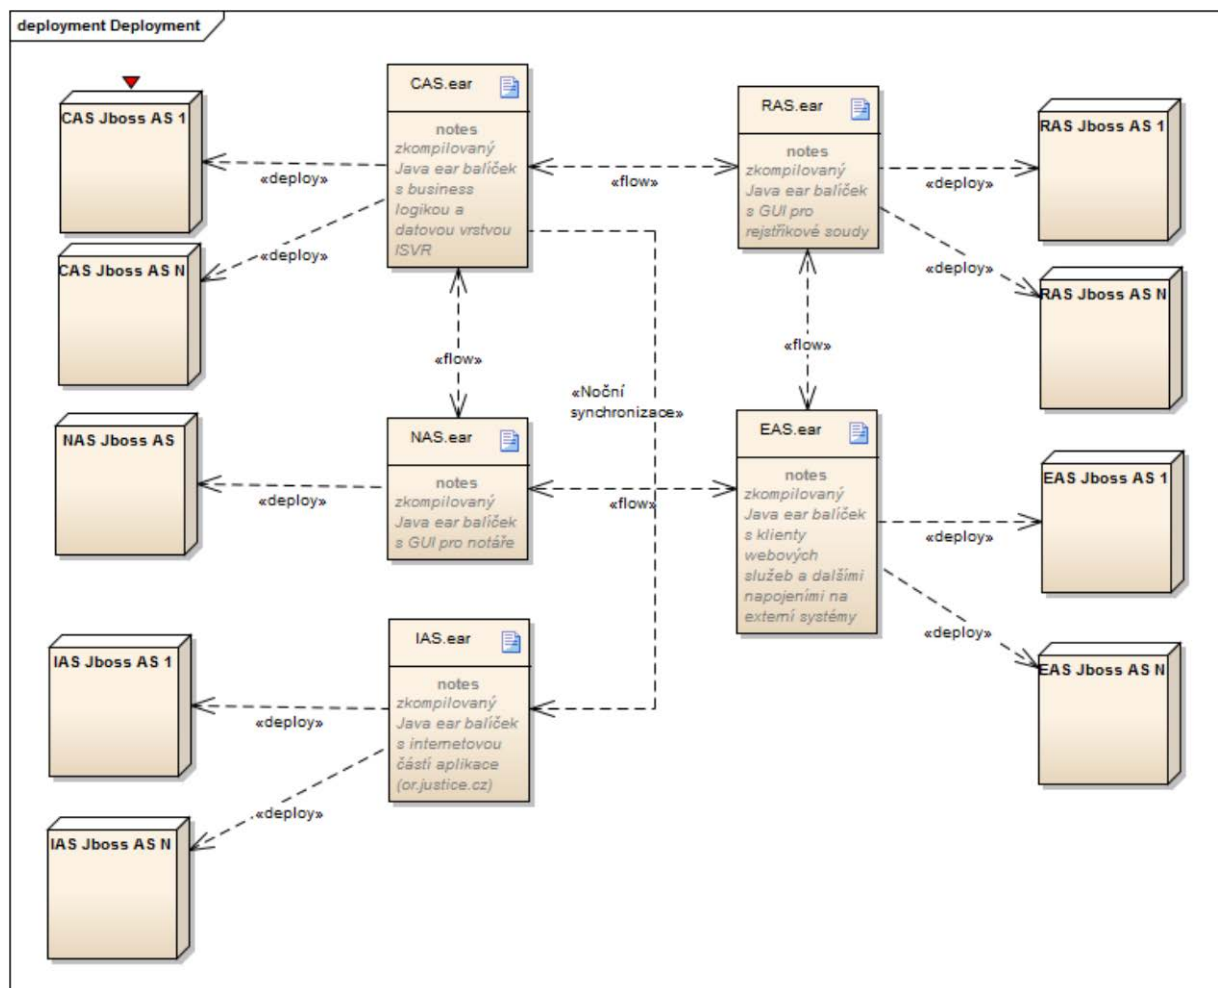 deployment Deployment
CAS Jboss AS 1
CAS Jboss AS N
NAS Jboss AS
IAS Jboss AS 1
IAS Jboss AS N
«deploy»
«deploy»
«deploy»
«deploy»
«deploy»
CAS.ear
notes
zkompilovaný
Java ear balíček
s business
logikou a
datovou vrstvou
ISVR
«flow»
«flow»
NAS.ear
notes
zkompilovaný
Java ear balíček
s GUI pro notáře
«Noční
synchronizace»
«flow»
IAS.ear
notes
zkompilovaný
Java ear balíček
s internetovou
částí aplikace
(or.justice.cz)
RAS.ear
notes
zkompilovaný
Java ear balíček
s GUI pro
rejstříkové soudy
«flow»
EAS.ear
notes
zkompilovaný
Java ear balíček
s klienty
webových
služeb a dalšími
napojeními na
externí systémy
«deploy»
«deploy»
«deploy»
«deploy»
RAS Jboss AS 1
RAS Jboss AS N
EAS Jboss AS 1
EAS Jboss AS N